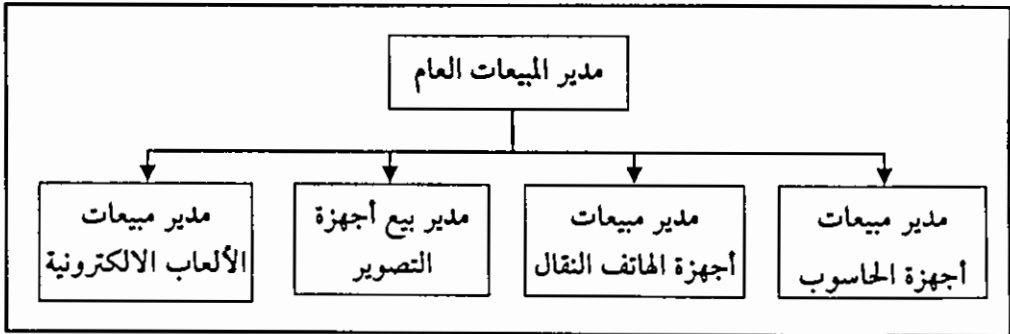 مدير المبيعات العام
مدير مبيعات
أجهزة الحاسوب
مدير مبيعات
أجهزة الهاتف النقال
مدير بيع أجهزة
التصوير
مدير مبيعات
الألعاب الالكترونية